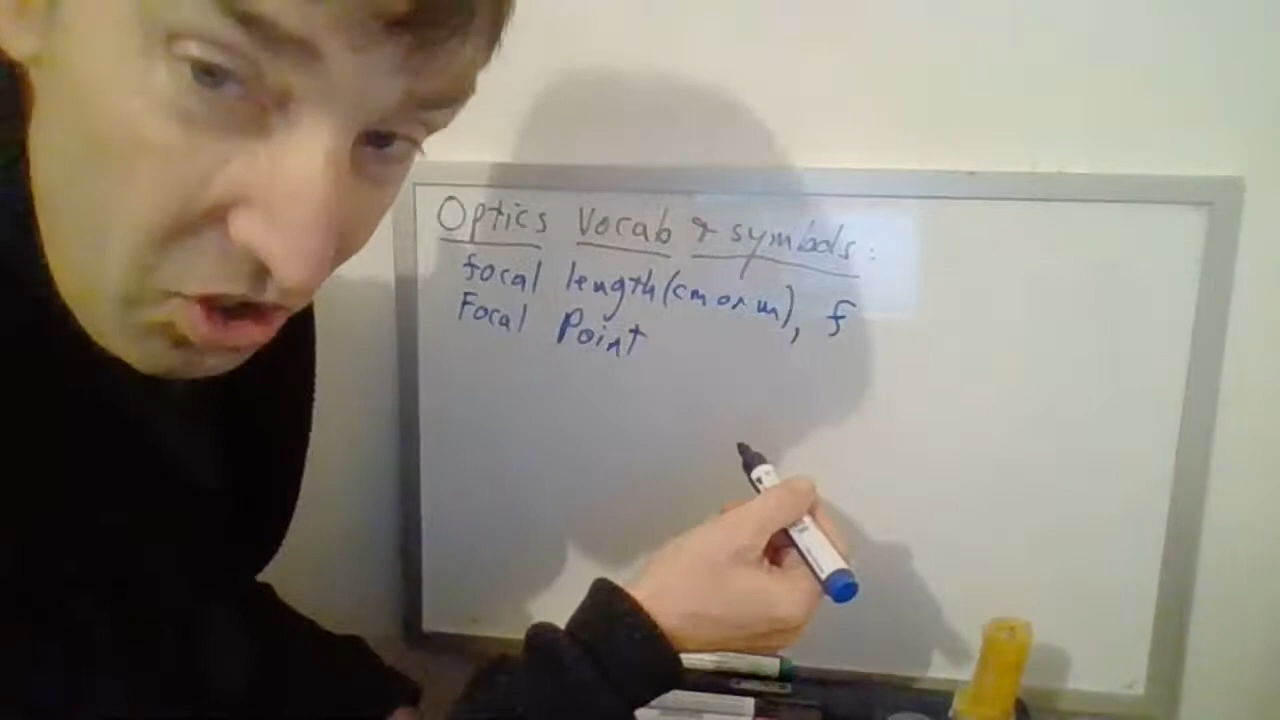 Optics Vocab & symbols:
focal length (cm or m), f
Focal Point